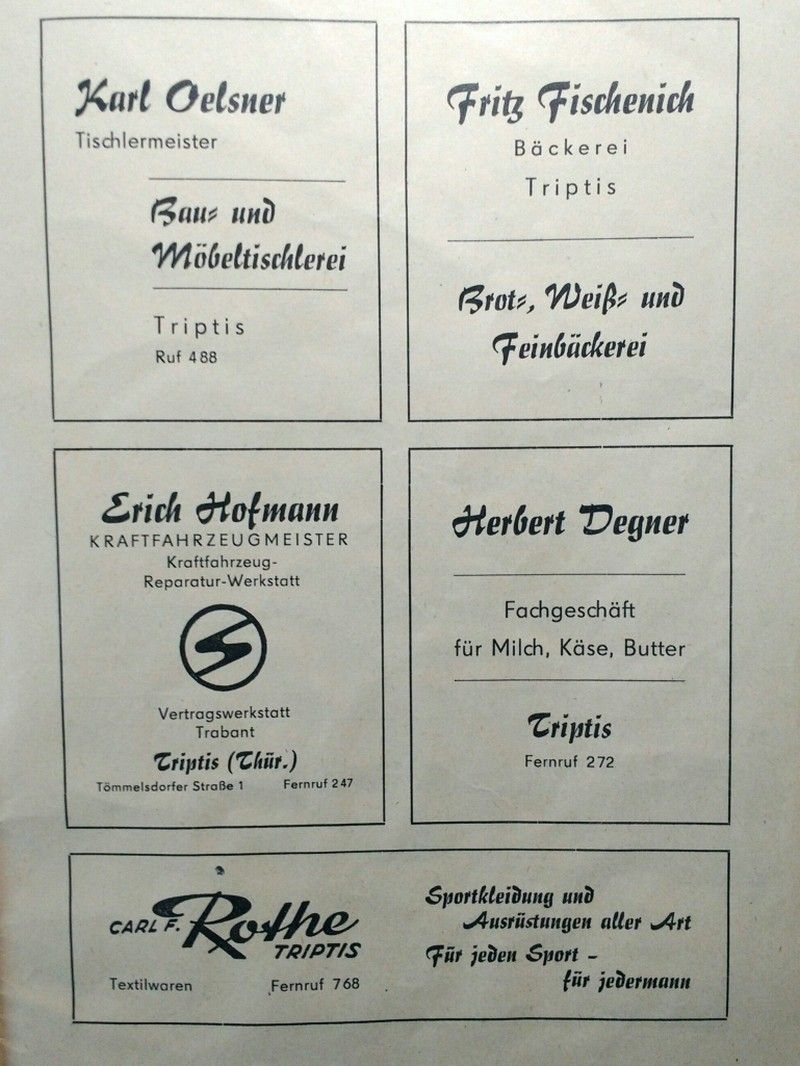 Karl Oelsner
Tischlermeister
Bau- und
Möbeltischlerei
Triptis
Ruf 488
Fritz Fischenich
Bäckerei
Triptis
Brot-, Weiß- und
Feinbäckerei
Erich Hofmann
KRAFTFAHRZEUGMEISTER
Kraftfahrzeug-
Reparatur-Werkstatt
Vertragswerkstatt
Trabant
Triptis (Thür.)
Tömmelsdorfer Straße 1 Fernruf 247
Herbert Degner
Fachgeschäft
für Milch, Käse, Butter
Triptis
Fernruf 272
CARL F. Rothe
TRIPTIS
Textilwaren Fernruf 768
Sportkleidung und
Ausrüstungen aller Art
Für jeden Sport -
für jedermann